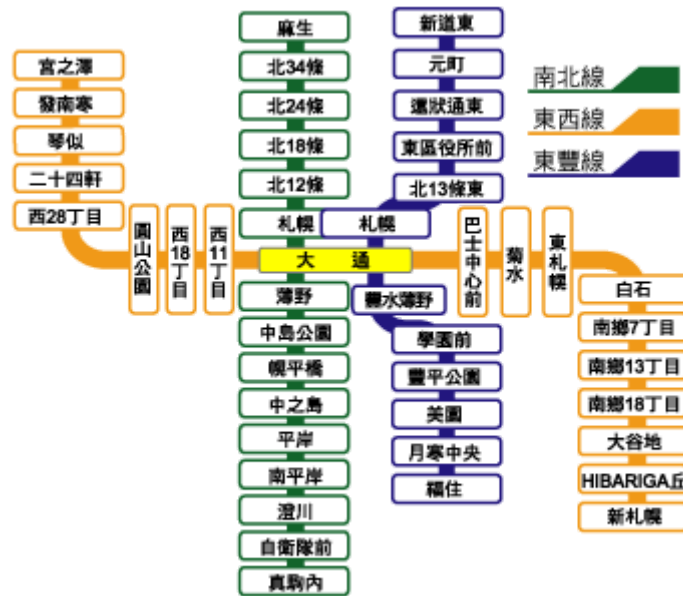 麻生
北34條
北24條
北18條
北12條
札幌
新道東
元町
環狀通東
東區役所前
北13條東
札幌
南北線
東西線
東豐線
宮之澤
發南寒
琴似
二十四軒
西28丁目
圓山公園
西18丁目
西11丁目
大 通
巴士中心前
菊水
東札幌
白石
南鄉7丁目
南鄉13丁目
南鄉18丁目
大谷地
HIBARIGA丘
新札幌
薄野
中島公園
幌平橋
中之島
平岸
南平岸
澄川
自衛隊前
真駒內
豐水薄野
學園前
豐平公園
美園
月寒中央
福住